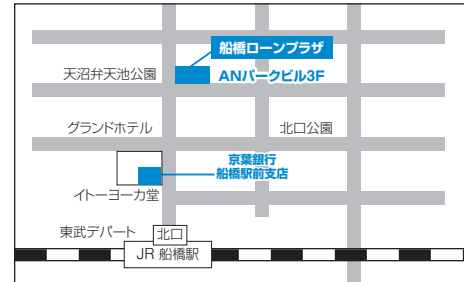 船橋ローンプラザ
天沼弁天池公園
ANパークビル3F
グランドホテル
北口公園
京葉銀行
船橋駅前支店
イトーヨーカ堂
東武デパート
北口
JR 船橋駅